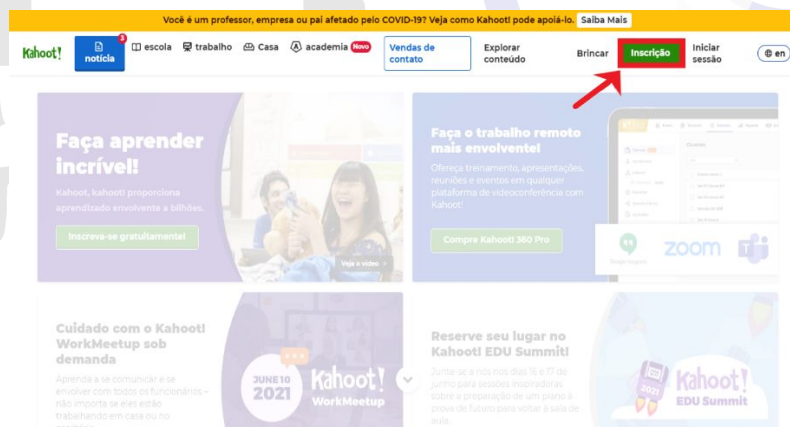 Você é um professor, empresa ou pai afetado pelo COVID-19? Veja como Kahoot! pode apoiá-lo. Saiba Mais
Kahoot!
3
notícia
escola
trabalho
Casa
academia Novo
Vendas de
contato
Explorar
conteúdo
Brincar
Inscrição
Iniciar
sessão
en
Faça aprender
incrível!
Kahoot, kahoot! proporciona
aprendizado envolvente a bilhões.
Inscreva-se gratuitamente!
Veja o vídeo
Faça o trabalho remoto
mais envolvente!
Ofereça treinamento, apresentações,
reuniões e eventos em qualquer
plataforma de videoconferência com
Kahoot!
Compre Kahoot! 360 Pro
zoom
Cuidado com o Kahoot!
WorkMeetup sob
demanda
Aprenda a se comunicar e se
envolver com todos os funcionários -
não importa se eles estão
trabalhando em casa ou no
JUNE 10
2021
Kahoot!
WorkMeetup
Reserve seu lugar no
Kahoot! EDU Summit!
Junte-se a nós nos dias 16 e 17 de
junho para sessões inspiradoras
sobre a preparação de um plano à
prova de futuro para voltar à sala de
aula.
2021
Kahoot!
EDU Summit